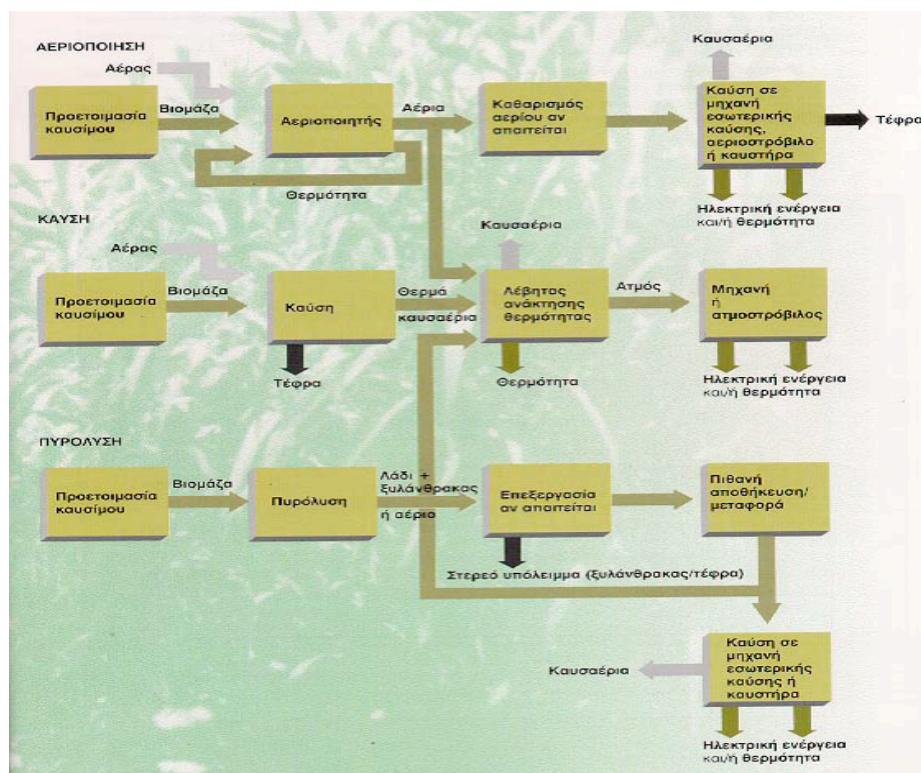 ΑΕΡΙΟΠΟΙΗΣΗ
Αέρας
Προετοιμασία
καυσίμου
Βιομάζα
Αεριοποιητής
Αέρια
Θερμότητα
Καθαρισμός
αερίου αν
απαιτείται
Καυσαέρια
Καύση σε
μηχανή
εσωτερικής
καύσης,
αεριοστρόβιλο
ή καυστήρα
Τέφρα
Ηλεκτρική ενέργεια
και/ή θερμότητα
ΚΑΥΣΗ
Αέρας
Προετοιμασία
καυσίμου
Βιομάζα
Καύση
Τέφρα
Θερμά
καυσαέρια
Καυσαέρια
Λέβητας
ανάκτησης
θερμότητας
Θερμότητα
Ατμός
Μηχανή
ή
ατμοστρόβιλος
Ηλεκτρική ενέργεια
και/ή θερμότητα
ΠΥΡΟΛΥΣΗ
Προετοιμασία
καυσίμου
Βιομάζα
Πυρόλυση
Λάδι +
ξυλάνθρακας
ή αέριο
Επεξεργασία
αν απαιτείται
Στερεό υπόλειμμα (ξυλάνθρακας/τέφρα)
Πιθανή
αποθήκευση/
μεταφορά
Καυσαέρια
Καύση σε
μηχανή
εσωτερικής
καύσης ή
καυστήρα
Ηλεκτρική ενέργεια
και/ή θερμότητα